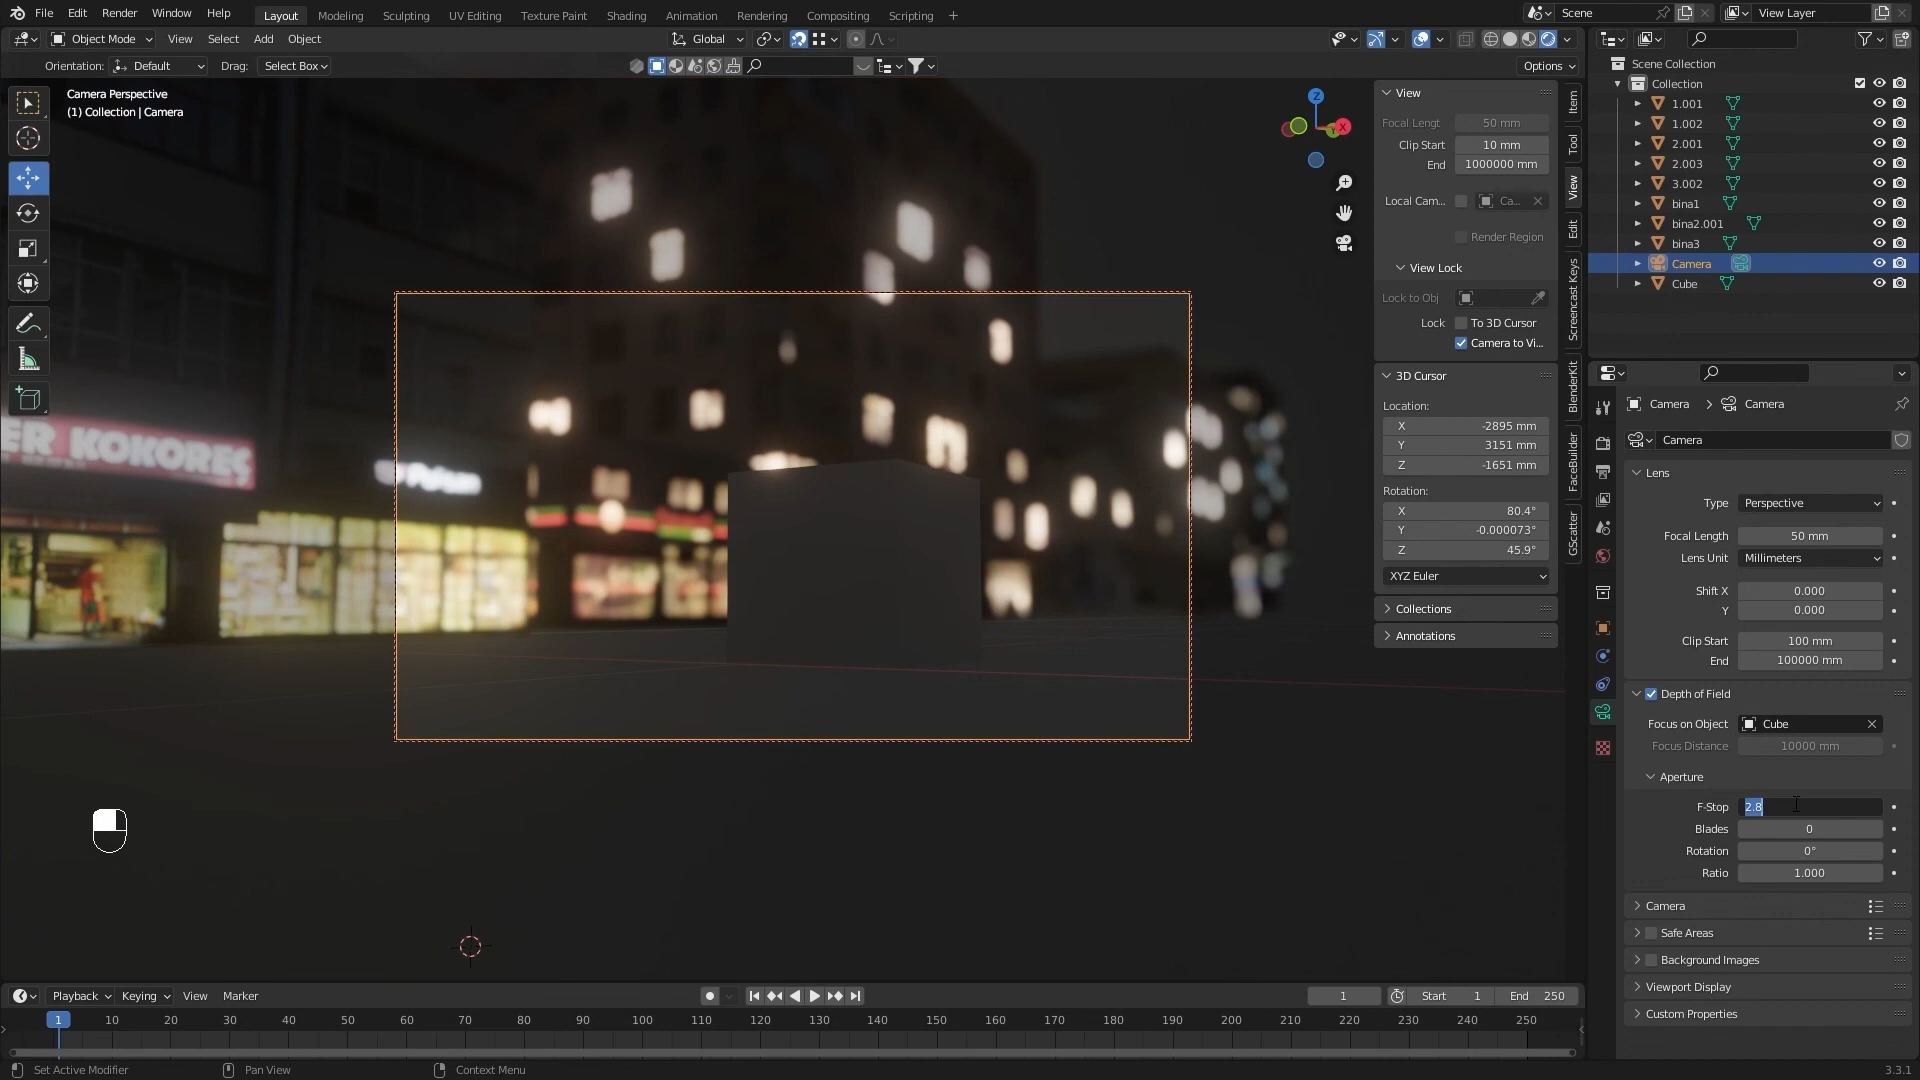 File Edit Render Window Help Layout Modeling Sculpting UV Editing Texture Paint Shading Animation Rendering Compositing Scripting + Scene View Layer
Object Mode View Select Add Object Global
Orientation: Default Drag: Select Box Options
Camera Perspective
(1) Collection | Camera
ER KOKOREÇ
View
Focal Lengt 50 mm
Clip Start 10 mm
End 1000000 mm
Local Cam... Ca...
Render Region
View Lock
Lock to Obj
Lock To 3D Cursor
Camera to Vi...
3D Cursor
Location:
X -2895 mm
Y 3151 mm
Z -1651 mm
Rotation:
X 80.4°
Y -0.000073°
Z 45.9°
XYZ Euler
Collections
Annotations
Item
Tool
View
Edit
Screencast Keys
BlenderKit
FaceBuilder
GScatter
Z
X
Y
Scene Collection
Collection
1.001
1.002
2.001
2.003
3.002
bina1
bina2.001
bina3
Camera
Cube
Camera > Camera
Camera
Lens
Type Perspective
Focal Length 50 mm
Lens Unit Millimeters
Shift X 0.000
Y 0.000
Clip Start 100 mm
End 100000 mm
Depth of Field
Focus on Object Cube
Focus Distance 10000 mm
Aperture
F-Stop 2.8
Blades 0
Rotation 0°
Ratio 1.000
Camera
Safe Areas
Background Images
Viewport Display
Custom Properties
Playback Keying View Marker 1 Start 1 End 250
1 10 20 30 40 50 60 70 80 90 100 110 120 130 140 150 160 170 180 190 200 210 220 230 240 250
Set Active Modifier Pan View Context Menu 3.3.1